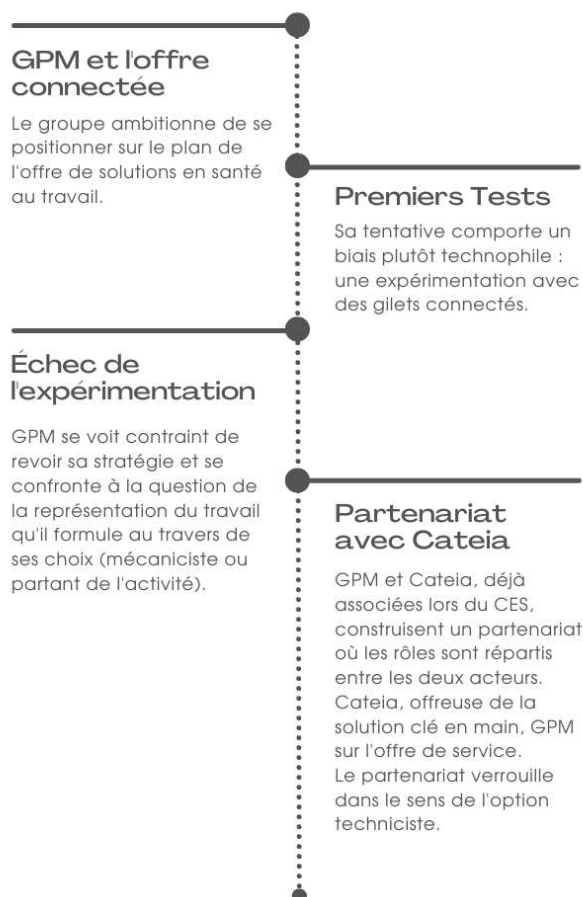 GPM et l'offre
connectée
Le groupe ambitionne de se
positionner sur le plan de
l'offre de solutions en santé
au travail.
Premiers Tests
Sa tentative comporte un
biais plutôt technophile :
une expérimentation avec
des gilets connectés.
Échec de
l'expérimentation
GPM se voit contraint de
revoir sa stratégie et se
confronte à la question de
la représentation du travail
qu'il formule au travers de
ses choix (mécaniciste ou
partant de l'activité).
Partenariat
avec Cateia
GPM et Cateia, déjà
associées lors du CES,
construisent un partenariat
où les rôles sont répartis
entre les deux acteurs.
Cateia, offreuse de la
solution clé en main, GPM
sur l'offre de service.
Le partenariat verrouille
dans le sens de l'option
techniciste.